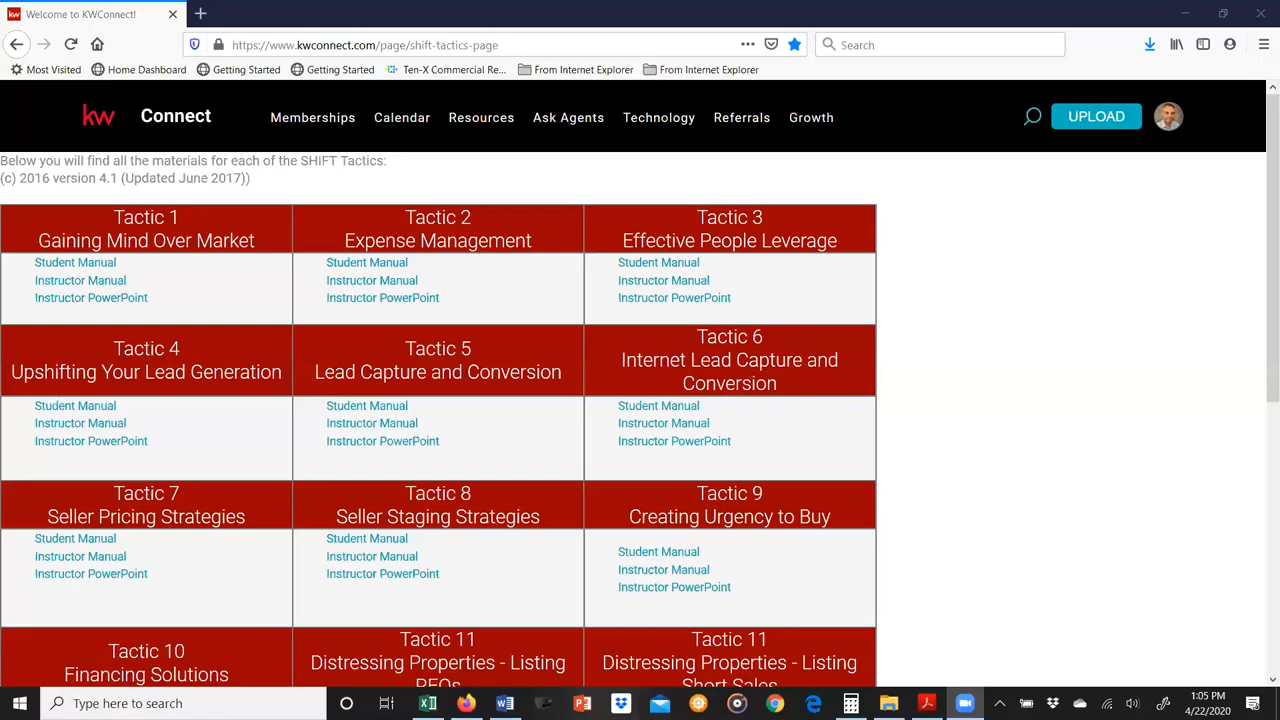 Welcome to KWConnect!
https://www.kwconnect.com/page/shift-tactics-page
Search
Most Visited
Home Dashboard
Getting Started
Getting Started
Ten-X Commercial Re...
From Internet Explorer
From Internet Explorer
kw
Connect
Memberships
Calendar
Resources
Ask Agents
Technology
Referrals
Growth
UPLOAD
Below you will find all the materials for each of the SHIFT Tactics:
(c) 2016 version 4.1 (Updated June 2017))
Tactic 1
Gaining Mind Over Market
Student Manual
Instructor Manual
Instructor PowerPoint
Tactic 2
Expense Management
Student Manual
Instructor Manual
Instructor PowerPoint
Tactic 3
Effective People Leverage
Student Manual
Instructor Manual
Instructor PowerPoint
Tactic 4
Upshifting Your Lead Generation
Student Manual
Instructor Manual
Instructor PowerPoint
Tactic 5
Lead Capture and Conversion
Student Manual
Instructor Manual
Instructor PowerPoint
Tactic 6
Internet Lead Capture and
Conversion
Student Manual
Instructor Manual
Instructor PowerPoint
Tactic 7
Seller Pricing Strategies
Student Manual
Instructor Manual
Instructor PowerPoint
Tactic 8
Seller Staging Strategies
Student Manual
Instructor Manual
Instructor PowerPoint
Tactic 9
Creating Urgency to Buy
Student Manual
Instructor Manual
Instructor PowerPoint
Tactic 10
Financing Solutions
Tactic 11
Distressing Properties - Listing
REOs
Tactic 11
Distressing Properties - Listing
Short Sales
Type here to search
1:05 PM
4/22/2020